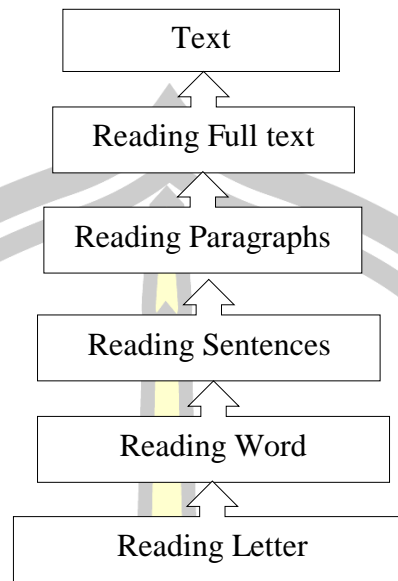 Text
Reading Full text
Reading Paragraphs
Reading Sentences
Reading Word
Reading Letter